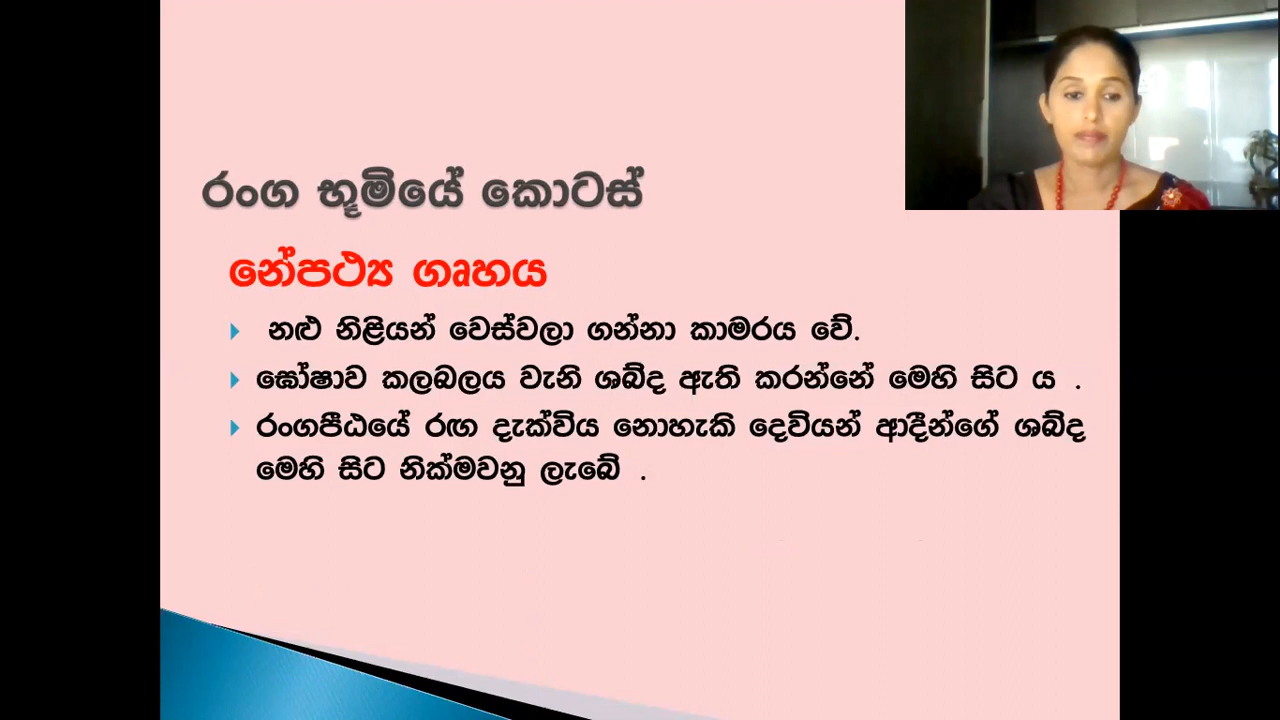 රංග භූමියේ කොටස්
නේපථ්‍ය ගෘහය
නළු නිළියන් වෙස්වලා ගන්නා කාමරය වේ.
ඝෝෂාව කලබලය වැනි ශබ්ද ඇති කරන්නේ මෙහි සිට ය .
රංගපීඨයේ රඟ දැක්විය නොහැකි දෙවියන් ආදීන්ගේ ශබ්ද
මෙහි සිට නික්මවනු ලැබේ .